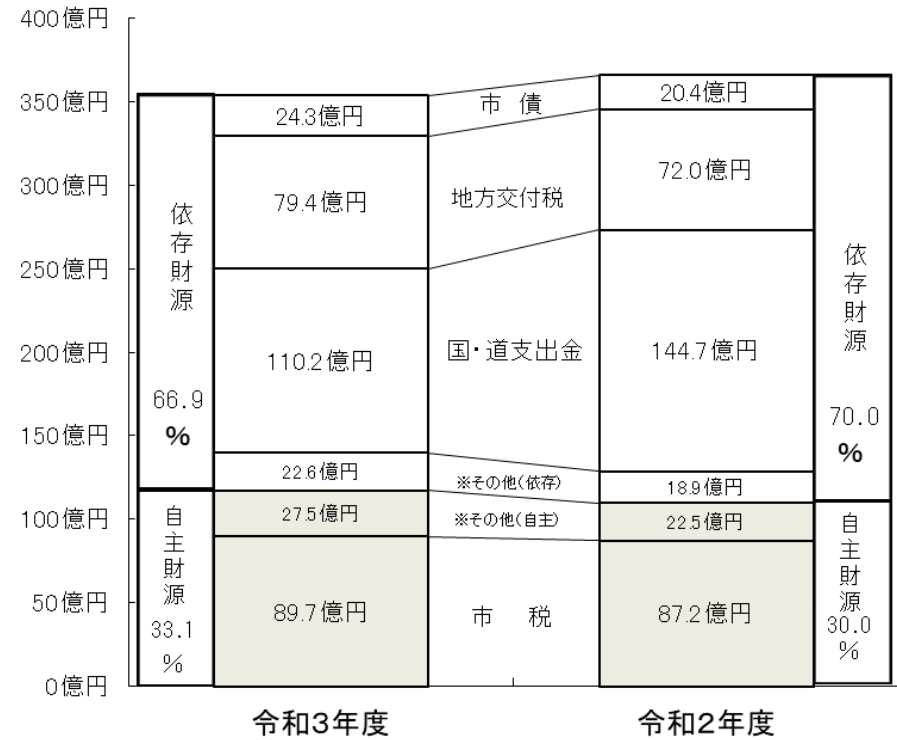 400億円
350億円
300億円
250億円
200億円
150億円
100億円
50億円
0億円
依存財源
66.9
%
自主財源
33.1
%
24.3億円
79.4億円
110.2億円
22.6億円
27.5億円
89.7億円
市 債
地方交付税
国・道支出金
※その他(依存)
※その他(自主)
市 税
20.4億円
72.0億円
144.7億円
18.9億円
22.5億円
87.2億円
依存財源
70.0
%
自主財源
30.0
%
令和3年度
令和2年度